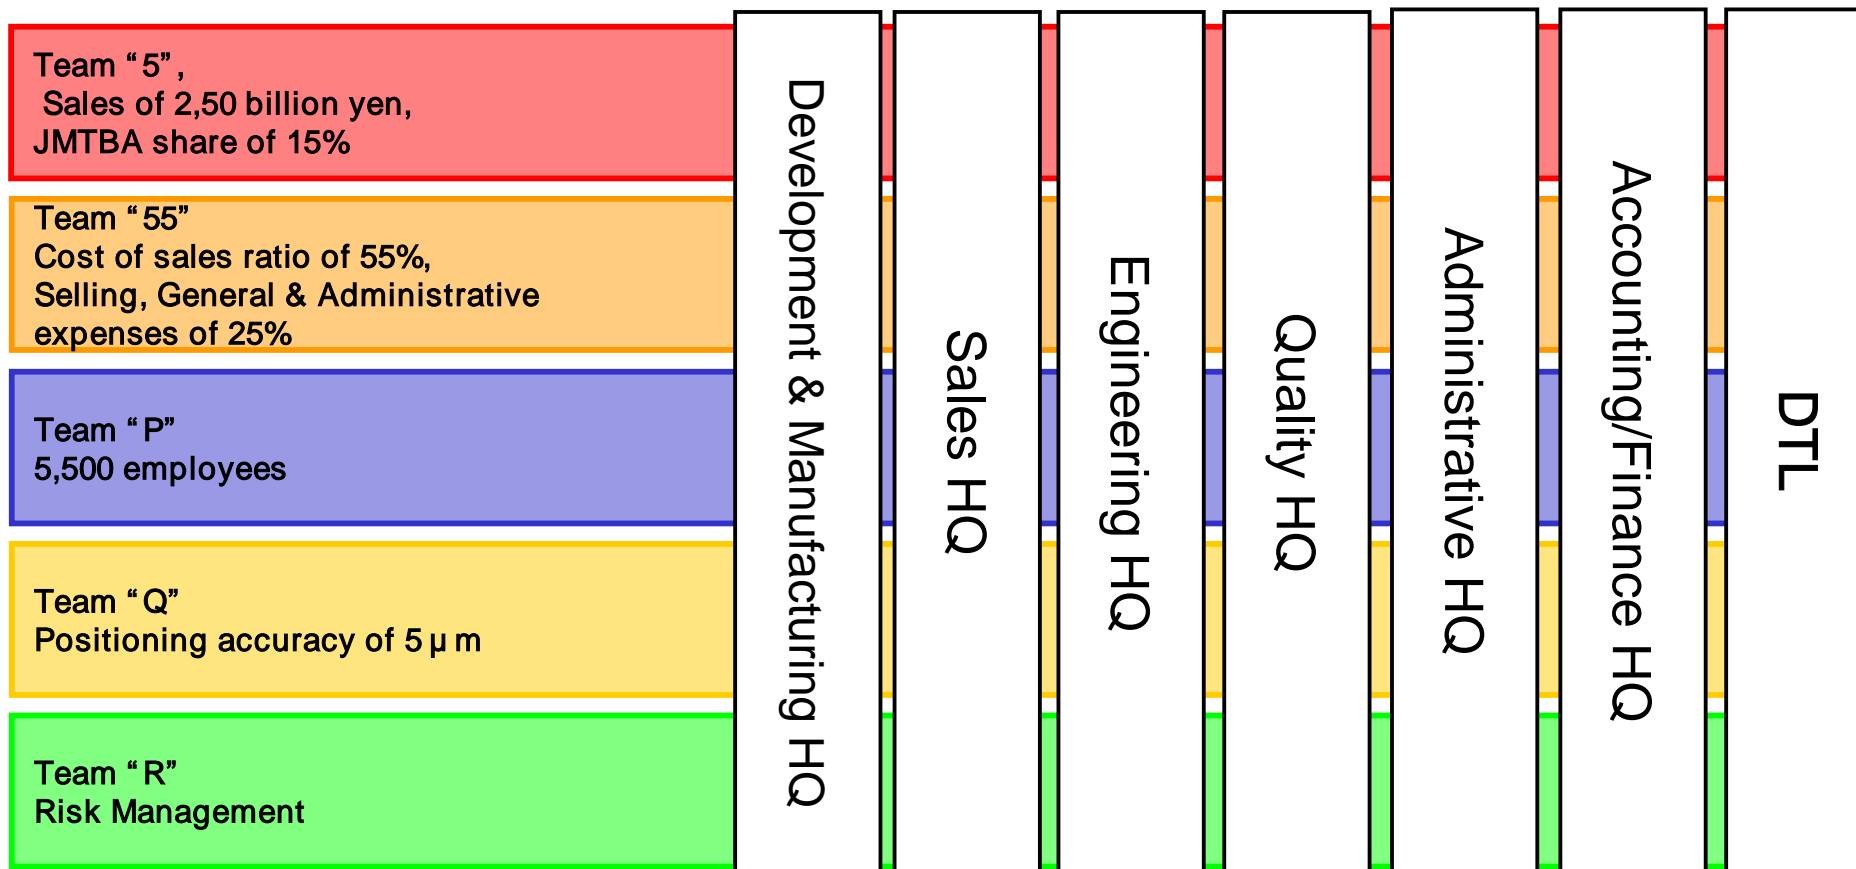 Team “5”,
Sales of 2,50 billion yen,
JMTBA share of 15%
Team “55”
Cost of sales ratio of 55%,
Selling, General & Administrative
expenses of 25%
Team “P”
5,500 employees
Team “Q”
Positioning accuracy of 5μm
Team “R”
Risk Management
Development & Manufacturing HQ
Sales HQ
Engineering HQ
Quality HQ
Administrative HQ
Accounting/Finance HQ
DTL